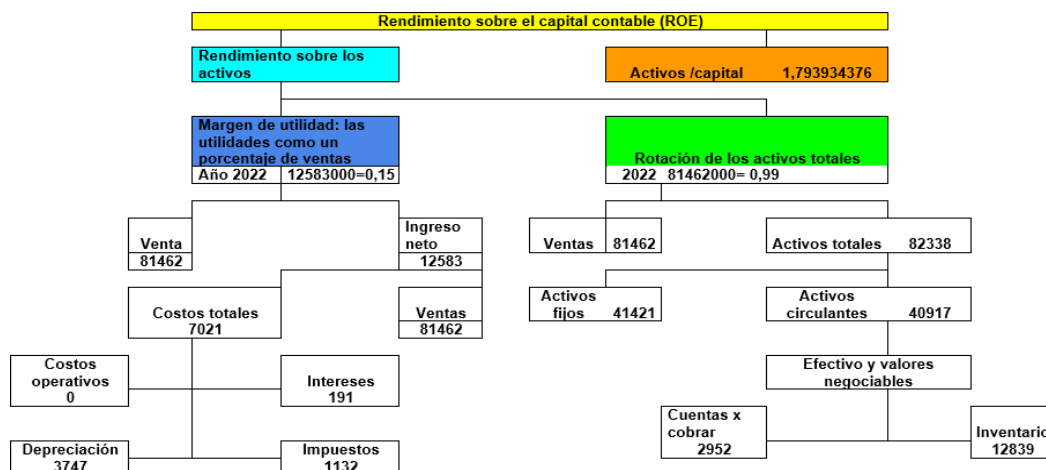 Rendimiento sobre el capital contable (ROE)
Rendimiento sobre los
activos
Activos /capital 1,793934376
Margen de utilidad: las
utilidades como un
porcentaje de ventas
Año 2022 12583000=0,15
Rotación de los activos totales
2022 81462000= 0,99
Venta
81462
Ingreso
neto
12583
Ventas 81462
Activos totales 82338
Costos totales
7021
Ventas
81462
Activos
fijos 41421
Activos
circulantes 40917
Costos
operativos
0
Intereses
191
Efectivo y valores
negociables
Depreciación
3747
Impuestos
1132
Cuentas x
cobrar
2952
Inventario
12839